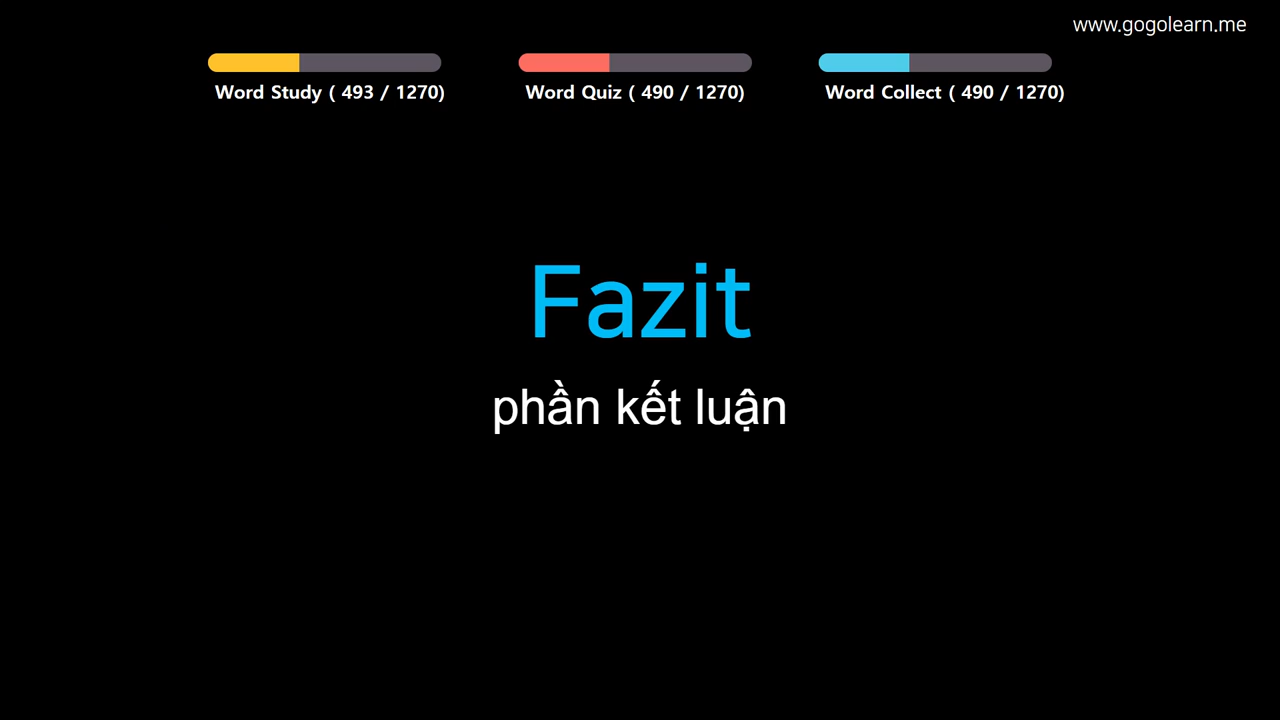 www.gogolearn.me
Word Study ( 493 / 1270)
Word Quiz ( 490 / 1270)
Word Collect ( 490 / 1270)
Fazit
phần kết luận